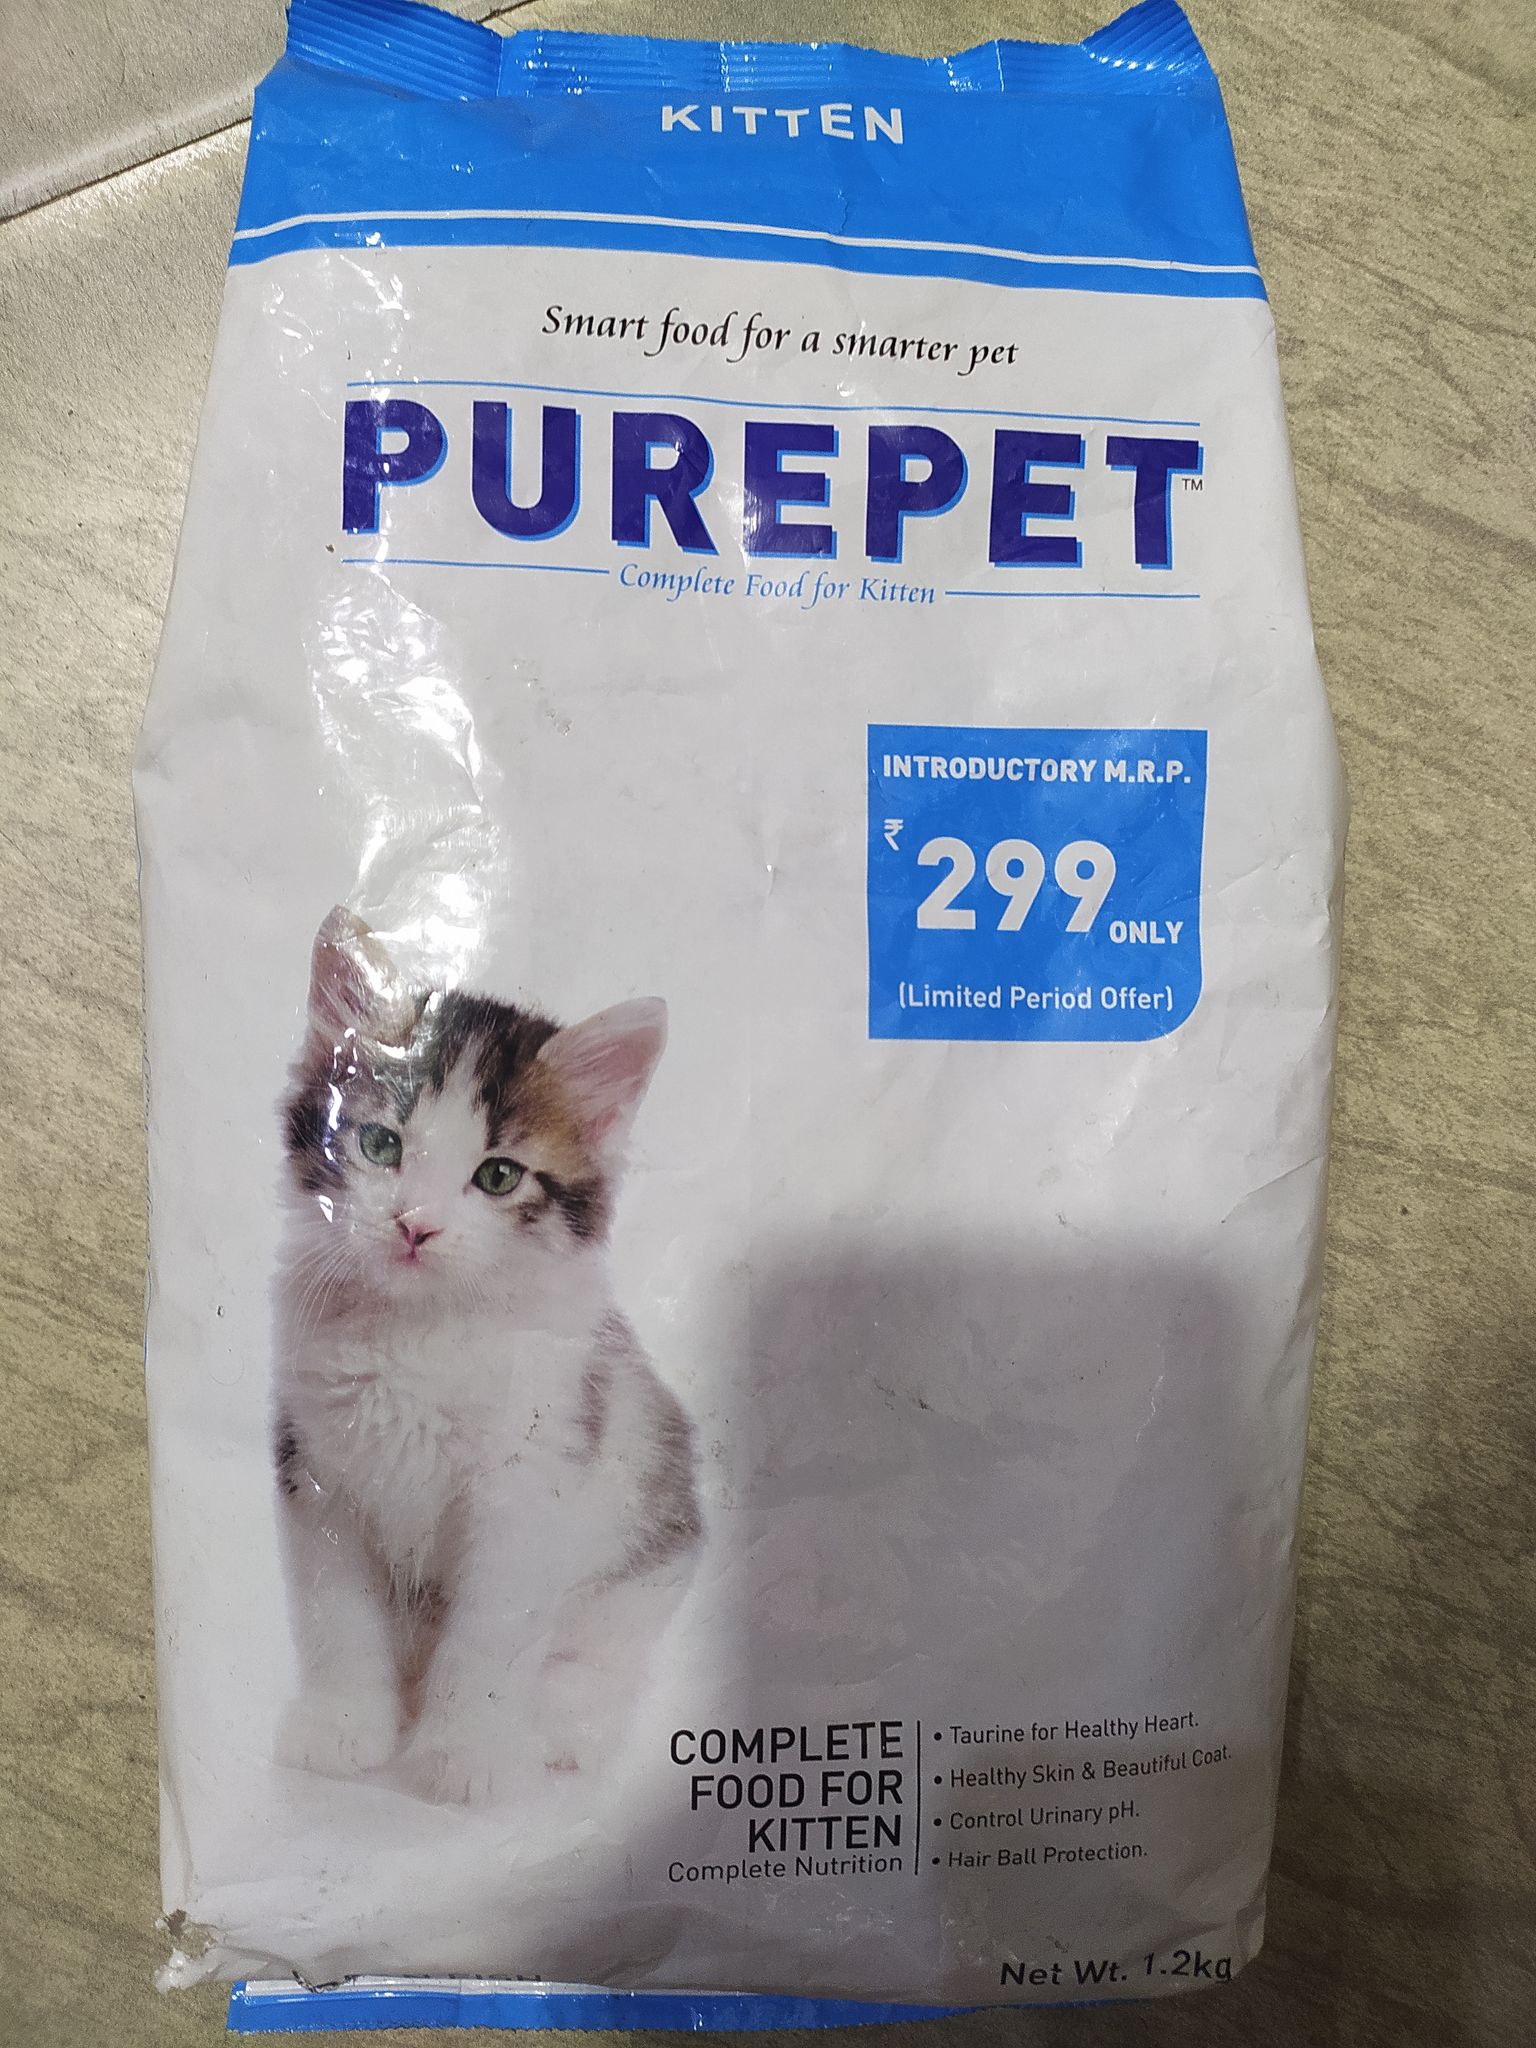 KITTEN
Smart food for a smarter pet
PUREPET™
Complete Food for Kitten
INTRODUCTORY M.R.P.
₹ 299 ONLY
(Limited Period Offer)
COMPLETE
FOOD FOR
KITTEN
Complete Nutrition
• Taurine for Healthy Heart.
• Healthy Skin & Beautiful Coat.
• Control Urinary pH.
• Hair Ball Protection.
Net Wt. 1.2kg